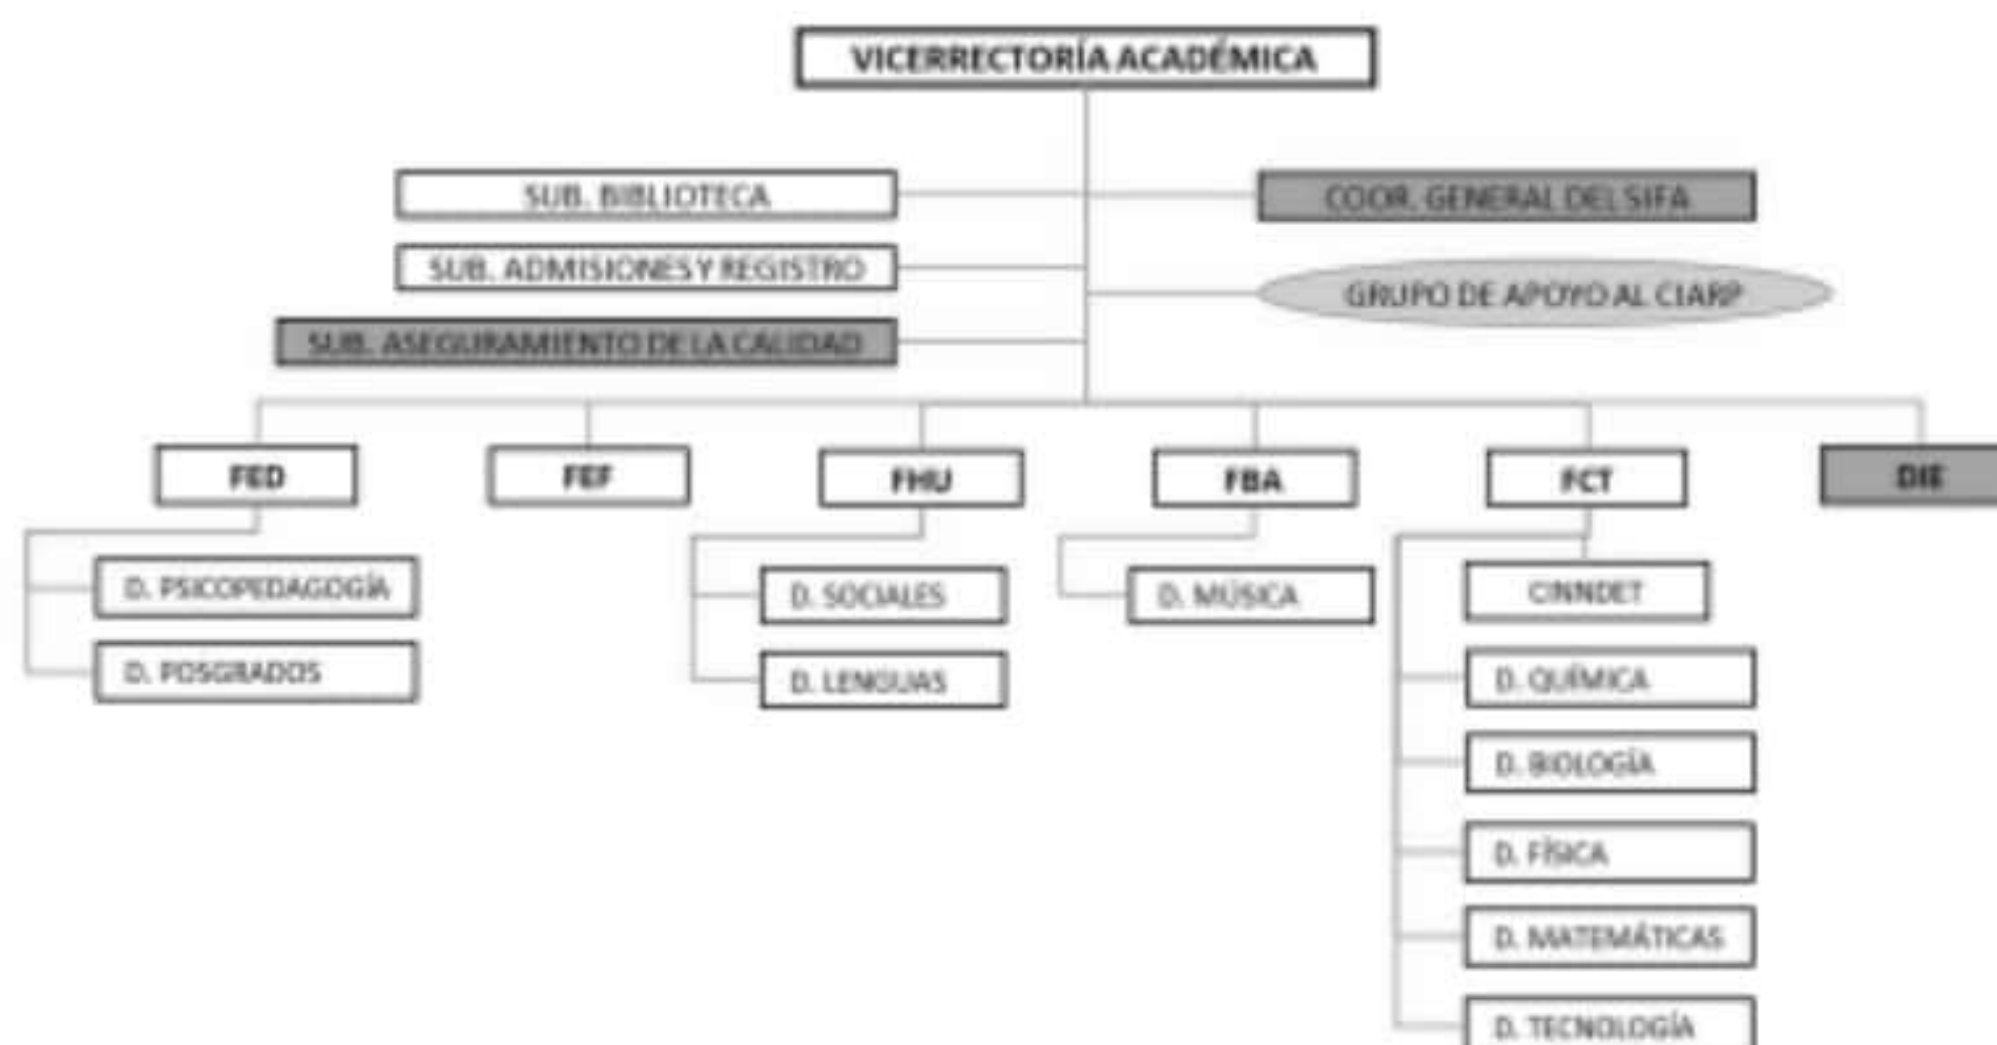 VICERRECTORÍA ACADÉMICA
SUB. BIBLIOTECA
COOR. GENERAL DEL SIFA
SUB. ADMISIONES Y REGISTRO
GRUPO DE APOYO AL CIARP
SUB. ASEGURAMIENTO DE LA CALIDAD
FED
FEF
FHU
FBA
FCT
DIE
D. PSICOPEDAGOGÍA
D. POSGRADOS
D. SOCIALES
D. LENGUAS
D. MÚSICA
CINNDET
D. QUÍMICA
D. BIOLOGÍA
D. FÍSICA
D. MATEMÁTICAS
D. TECNOLOGÍA